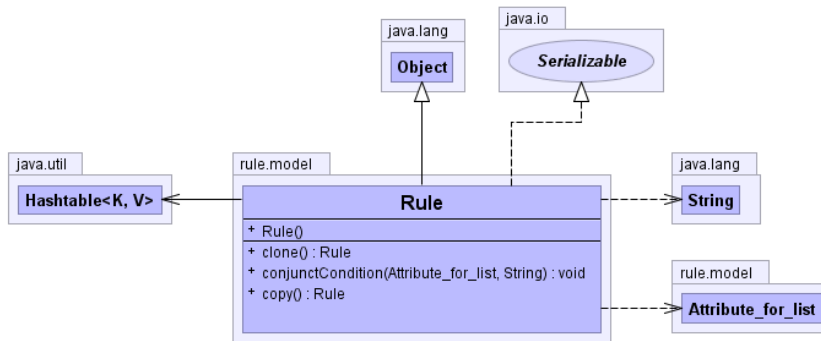 java.lang
Object
java.io
Serializable
java.util
Hashtable<K, V>
rule.model
Rule
+ Rule()
+ clone() : Rule
+ conjunctCondition(Attribute_for_list, String) : void
+ copy() : Rule
java.lang
String
rule.model
Attribute_for_list